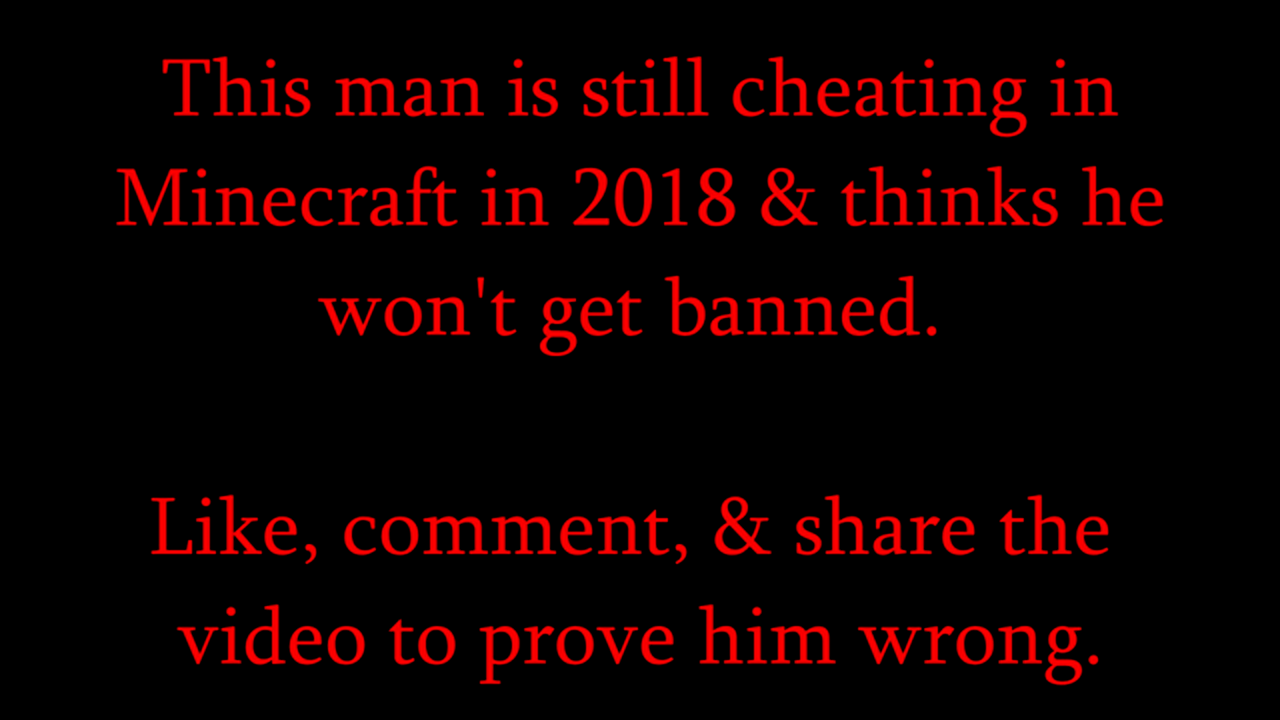 This man is still cheating in
Minecraft in 2018 & thinks he
won't get banned.
Like, comment, & share the
video to prove him wrong.